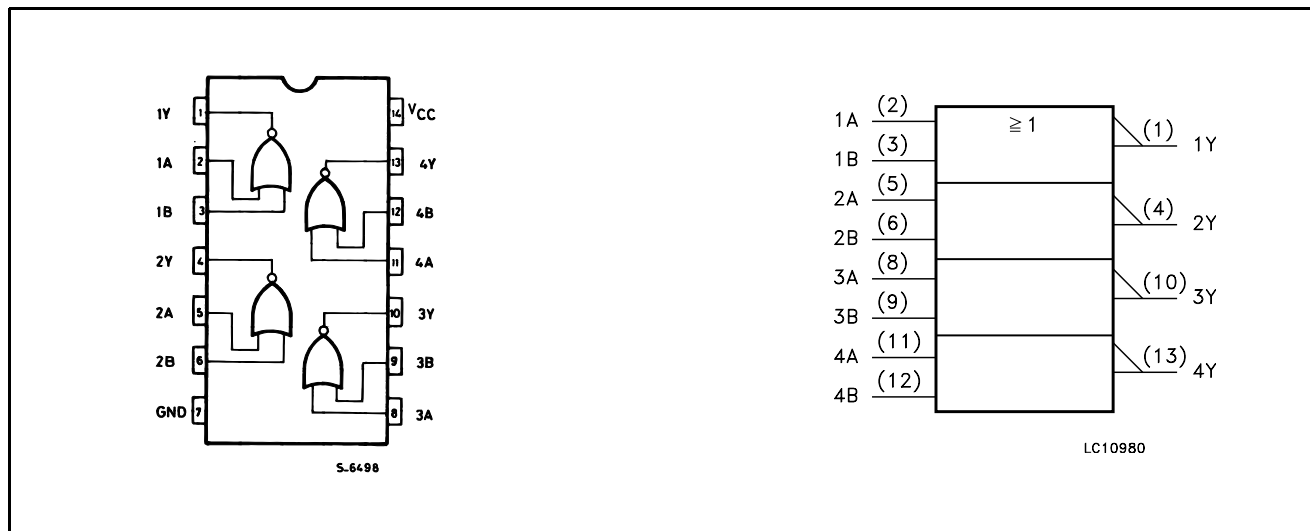 1Y 1 14 VCC
1A 2 13 4Y
1B 3 12 4B
2Y 4 11 4A
2A 5 10 3Y
2B 6 9 3B
GND 7 8 3A
S-6498
≧ 1
1A (2)
1B (3)
2A (5)
2B (6)
3A (8)
3B (9)
4A (11)
4B (12)
(1) 1Y
(4) 2Y
(10) 3Y
(13) 4Y
LC10980